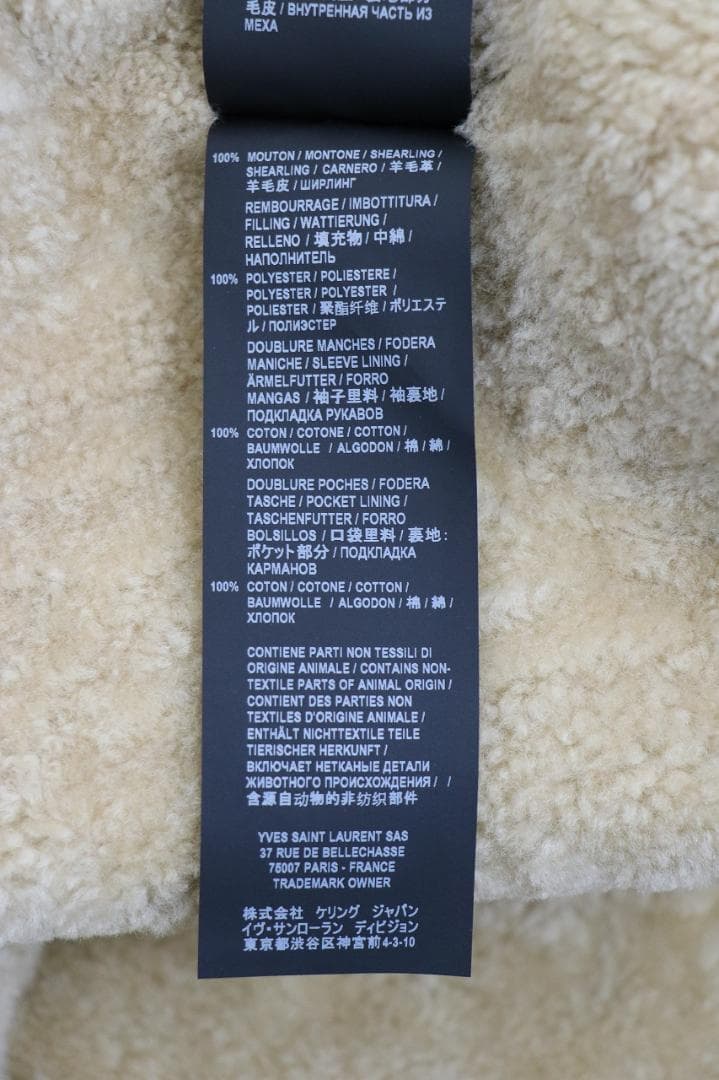 毛皮 / ВНУТРЕННАЯ ЧАСТЬ ИЗ
МЕХА
100% MOUTON / MONTONE / SHEARLING /
SHEARLING / CARNERO / 羊毛革 /
羊毛皮 / ШИРЛИНГ
REMBOURRAGE / IMBOTTITURA /
FILLING / WATTIERUNG /
RELLENO / 填充物 / 中綿 /
НАПОЛНИТЕЛЬ
100% POLYESTER / POLIESTERE /
POLYESTER / POLYESTER /
POLIESTER / 聚酯纤维 / ポリエステ
ル / ПОЛИЭСТЕР
DOUBLURE MANCHES / FODERA
MANICHE / SLEEVE LINING /
ÄRMELFUTTER / FORRO
MANGAS / 袖子里料 / 袖裏地 /
ПОДКЛАДКА РУКАВОВ
100% COTON / COTONE / COTTON /
BAUMWOLLE / ALGODON / 棉 / 綿 /
ХЛОПОК
DOUBLURE POCHES / FODERA
TASCHE / POCKET LINING /
TASCHENFUTTER / FORRO
BOLSILLOS / 口袋里料 / 裏地:
ポケット部分 / ПОДКЛАДКА
КАРМАНОВ
100% COTON / COTONE / COTTON /
BAUMWOLLE / ALGODON / 棉 / 綿 /
ХЛОПОК
CONTIENE PARTI NON TESSILI DI
ORIGINE ANIMALE / CONTAINS NON-
TEXTILE PARTS OF ANIMAL ORIGIN /
CONTIENT DES PARTIES NON
TEXTILES D'ORIGINE ANIMALE /
ENTHÄLT NICHTTEXTILE TEILE
TIERISCHER HERKUNFT /
ВКЛЮЧАЕТ НЕТКАНЫЕ ДЕТАЛИ
ЖИВОТНОГО ПРОИСХОЖДЕНИЯ / /
含源自动物的非纺织部件
YVES SAINT LAURENT SAS
37 RUE DE BELLECHASSE
75007 PARIS - FRANCE
TRADEMARK OWNER
株式会社 ケリング ジャパン
イヴ・サンローラン ディビジョン
東京都渋谷区神宮前4-3-10